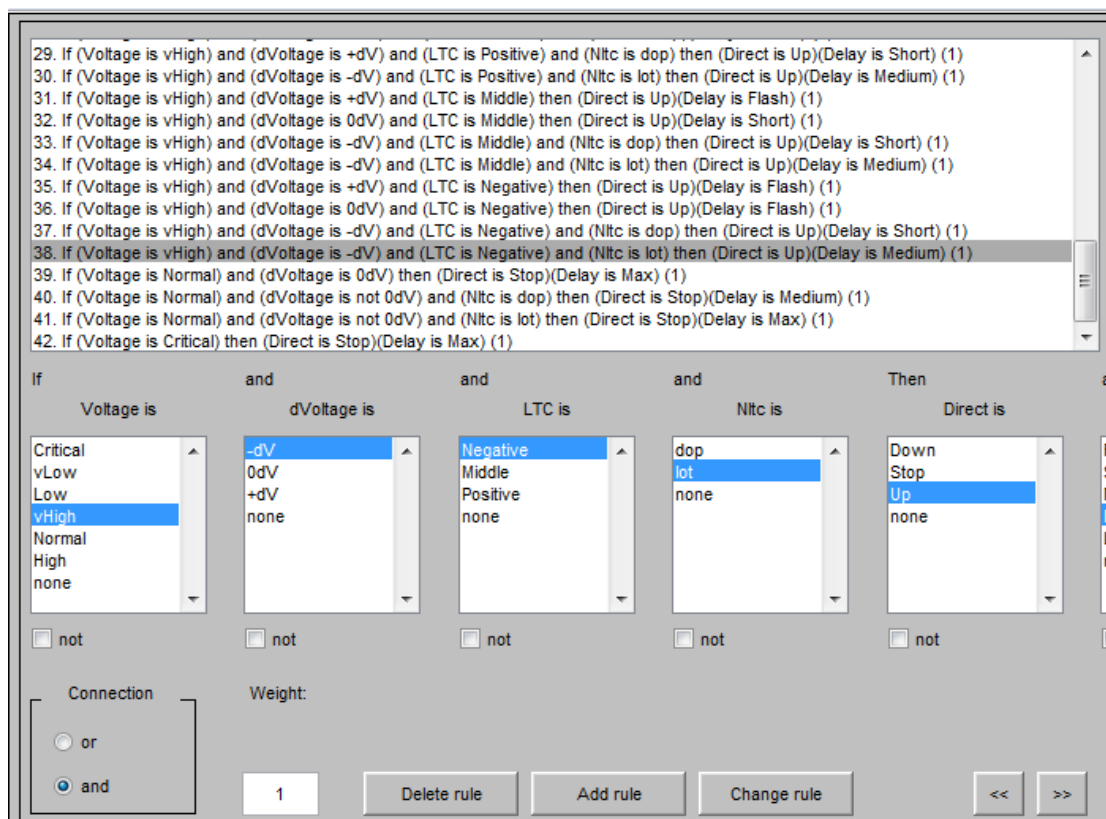 29. If (Voltage is vHigh) and (dVoltage is +dV) and (LTC is Positive) and (Nltc is dop) then (Direct is Up)(Delay is Short) (1)
30. If (Voltage is vHigh) and (dVoltage is -dV) and (LTC is Positive) and (Nltc is lot) then (Direct is Up)(Delay is Medium) (1)
31. If (Voltage is vHigh) and (dVoltage is +dV) and (LTC is Middle) then (Direct is Up)(Delay is Flash) (1)
32. If (Voltage is vHigh) and (dVoltage is 0dV) and (LTC is Middle) then (Direct is Up)(Delay is Short) (1)
33. If (Voltage is vHigh) and (dVoltage is -dV) and (LTC is Middle) and (Nltc is dop) then (Direct is Up)(Delay is Short) (1)
34. If (Voltage is vHigh) and (dVoltage is -dV) and (LTC is Middle) and (Nltc is lot) then (Direct is Up)(Delay is Medium) (1)
35. If (Voltage is vHigh) and (dVoltage is +dV) and (LTC is Negative) then (Direct is Up)(Delay is Flash) (1)
36. If (Voltage is vHigh) and (dVoltage is 0dV) and (LTC is Negative) then (Direct is Up)(Delay is Flash) (1)
37. If (Voltage is vHigh) and (dVoltage is -dV) and (LTC is Negative) and (Nltc is dop) then (Direct is Up)(Delay is Short) (1)
38. If (Voltage is vHigh) and (dVoltage is -dV) and (LTC is Negative) and (Nltc is lot) then (Direct is Up)(Delay is Medium) (1)
39. If (Voltage is Normal) and (dVoltage is 0dV) then (Direct is Stop)(Delay is Max) (1)
40. If (Voltage is Normal) and (dVoltage is not 0dV) and (Nltc is dop) then (Direct is Stop)(Delay is Medium) (1)
41. If (Voltage is Normal) and (dVoltage is not 0dV) and (Nltc is lot) then (Direct is Stop)(Delay is Max) (1)
42. If (Voltage is Critical) then (Direct is Stop)(Delay is Max) (1)
If and and and Then
Voltage is dVoltage is LTC is Nltc is Direct is
Critical -dV Negative dop Down
vLow 0dV Middle lot Stop
Low +dV Positive none Up
vHigh none none none
Normal
High
none
not not not not not
Connection Weight:
or
and 1 Delete rule Add rule Change rule << >>